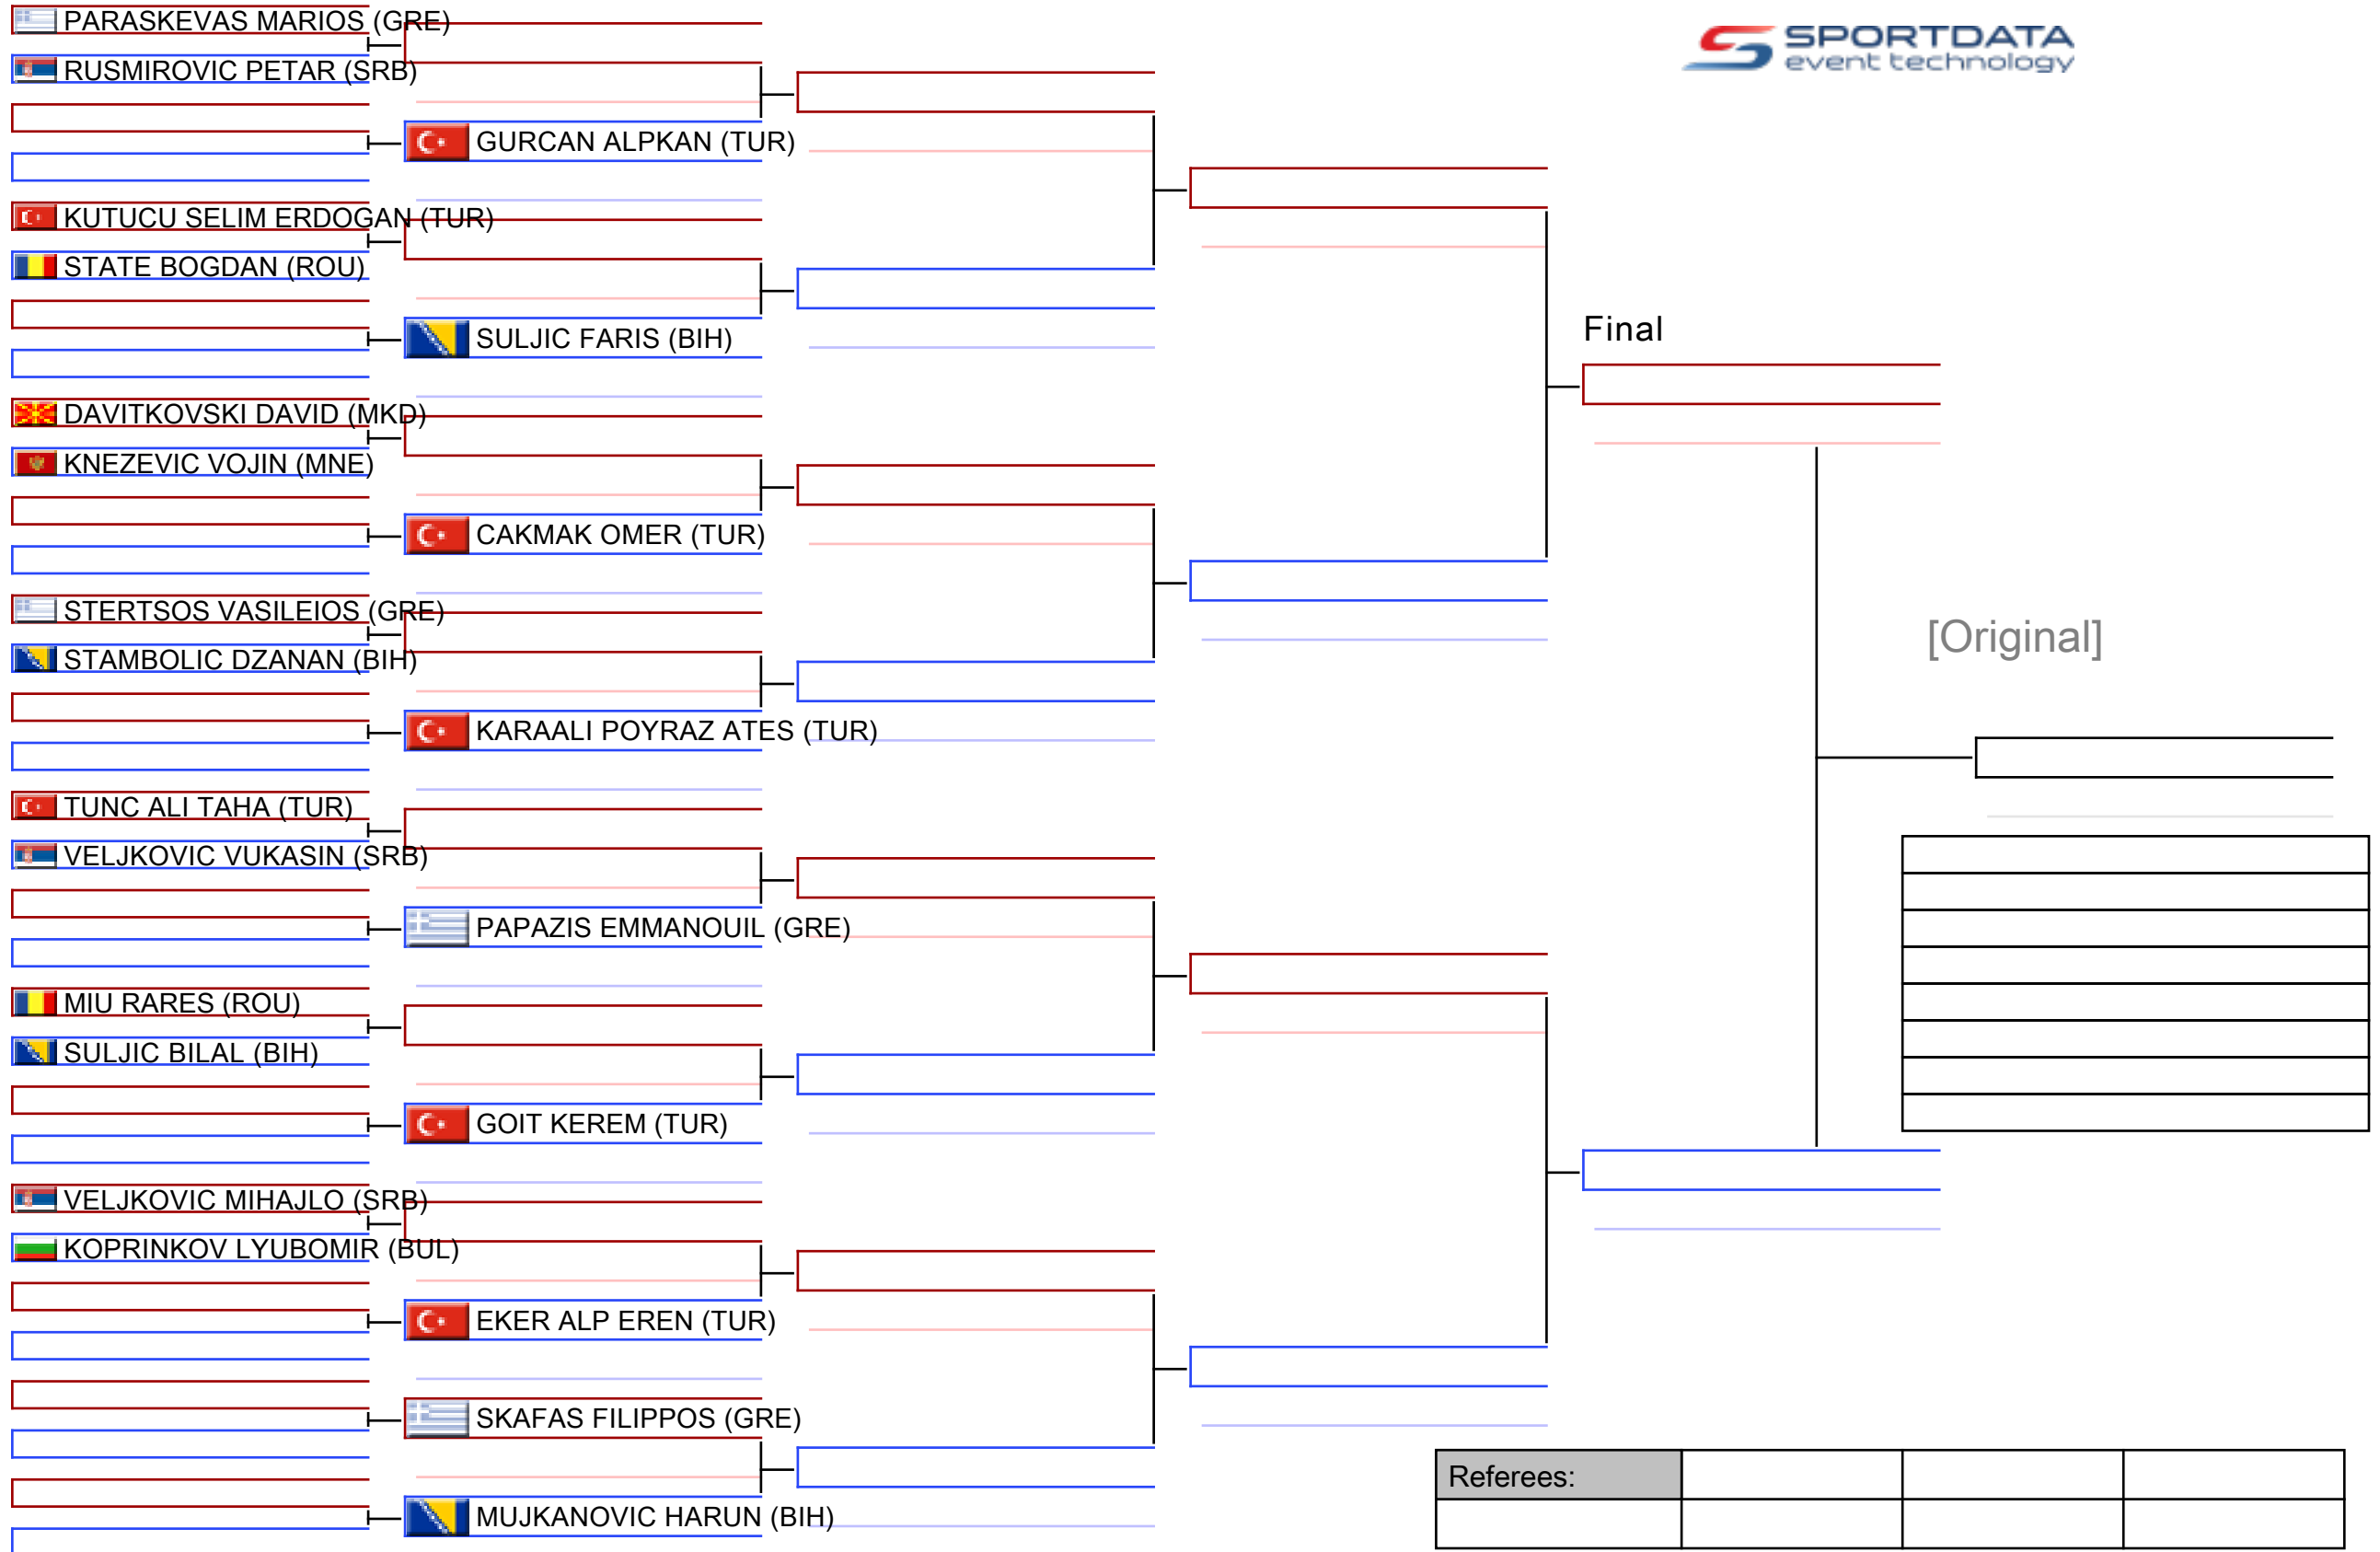 PARASKEVAS MARIOS (GRE)
RUSMIROVIC PETAR (SRB)
GURCAN ALPKAN (TUR)
KUTUCU SELIM ERDOGAN (TUR)
STATE BOGDAN (ROU)
SULJIC FARIS (BIH)
DAVITKOVSKI DAVID (MKD)
KNEZEVIC VOJIN (MNE)
CAKMAK OMER (TUR)
STERTSOS VASILEIOS (GRE)
STAMBOLIC DZANAN (BIH)
KARAALI POYRAZ ATES (TUR)
TUNC ALI TAHA (TUR)
VELJKOVIC VUKASIN (SRB)
PAPAZIS EMMANOUIL (GRE)
MIU RARES (ROU)
SULJIC BILAL (BIH)
GOIT KEREM (TUR)
VELJKOVIC MIHAJLO (SRB)
KOPRINKOV LYUBOMIR (BUL)
EKER ALP EREN (TUR)
SKAFAS FILIPPOS (GRE)
MUJKANOVIC HARUN (BIH)
SPORTDATA
event technology
Final
[Original]
Referees: